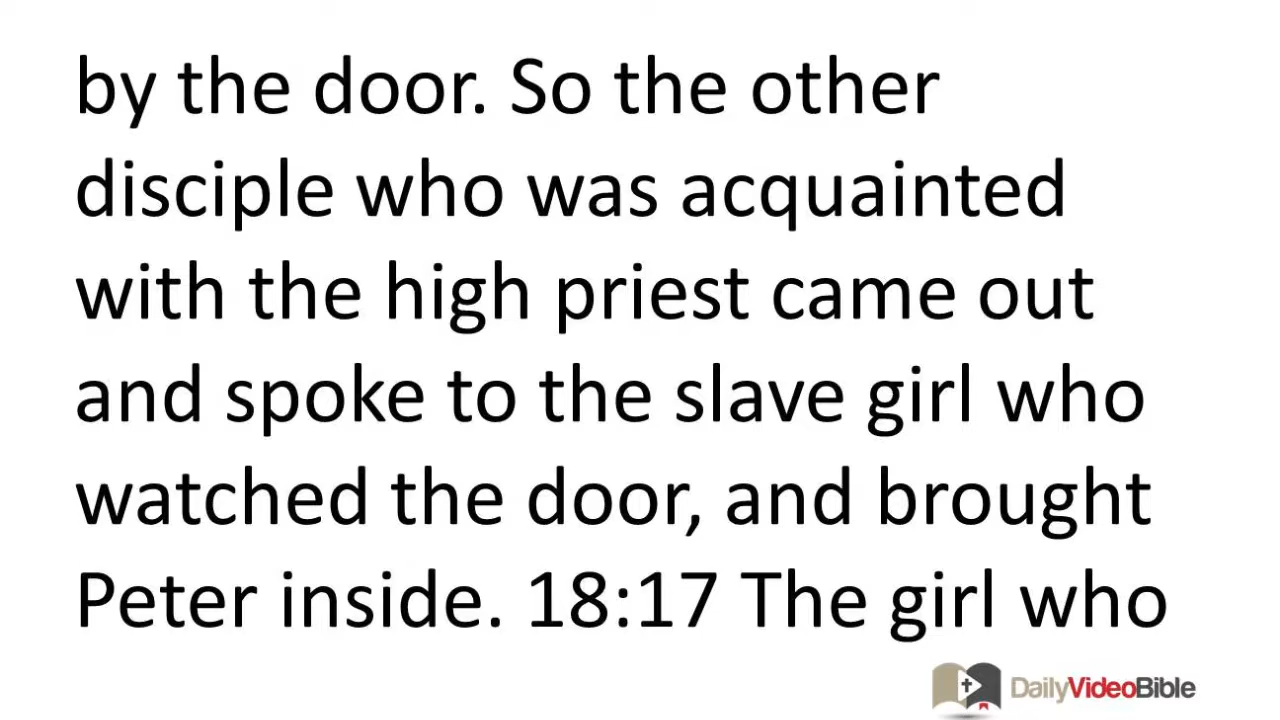 by the door. So the other
disciple who was acquainted
with the high priest came out
and spoke to the slave girl who
watched the door, and brought
Peter inside. 18:17 The girl who
DailyVideoBible